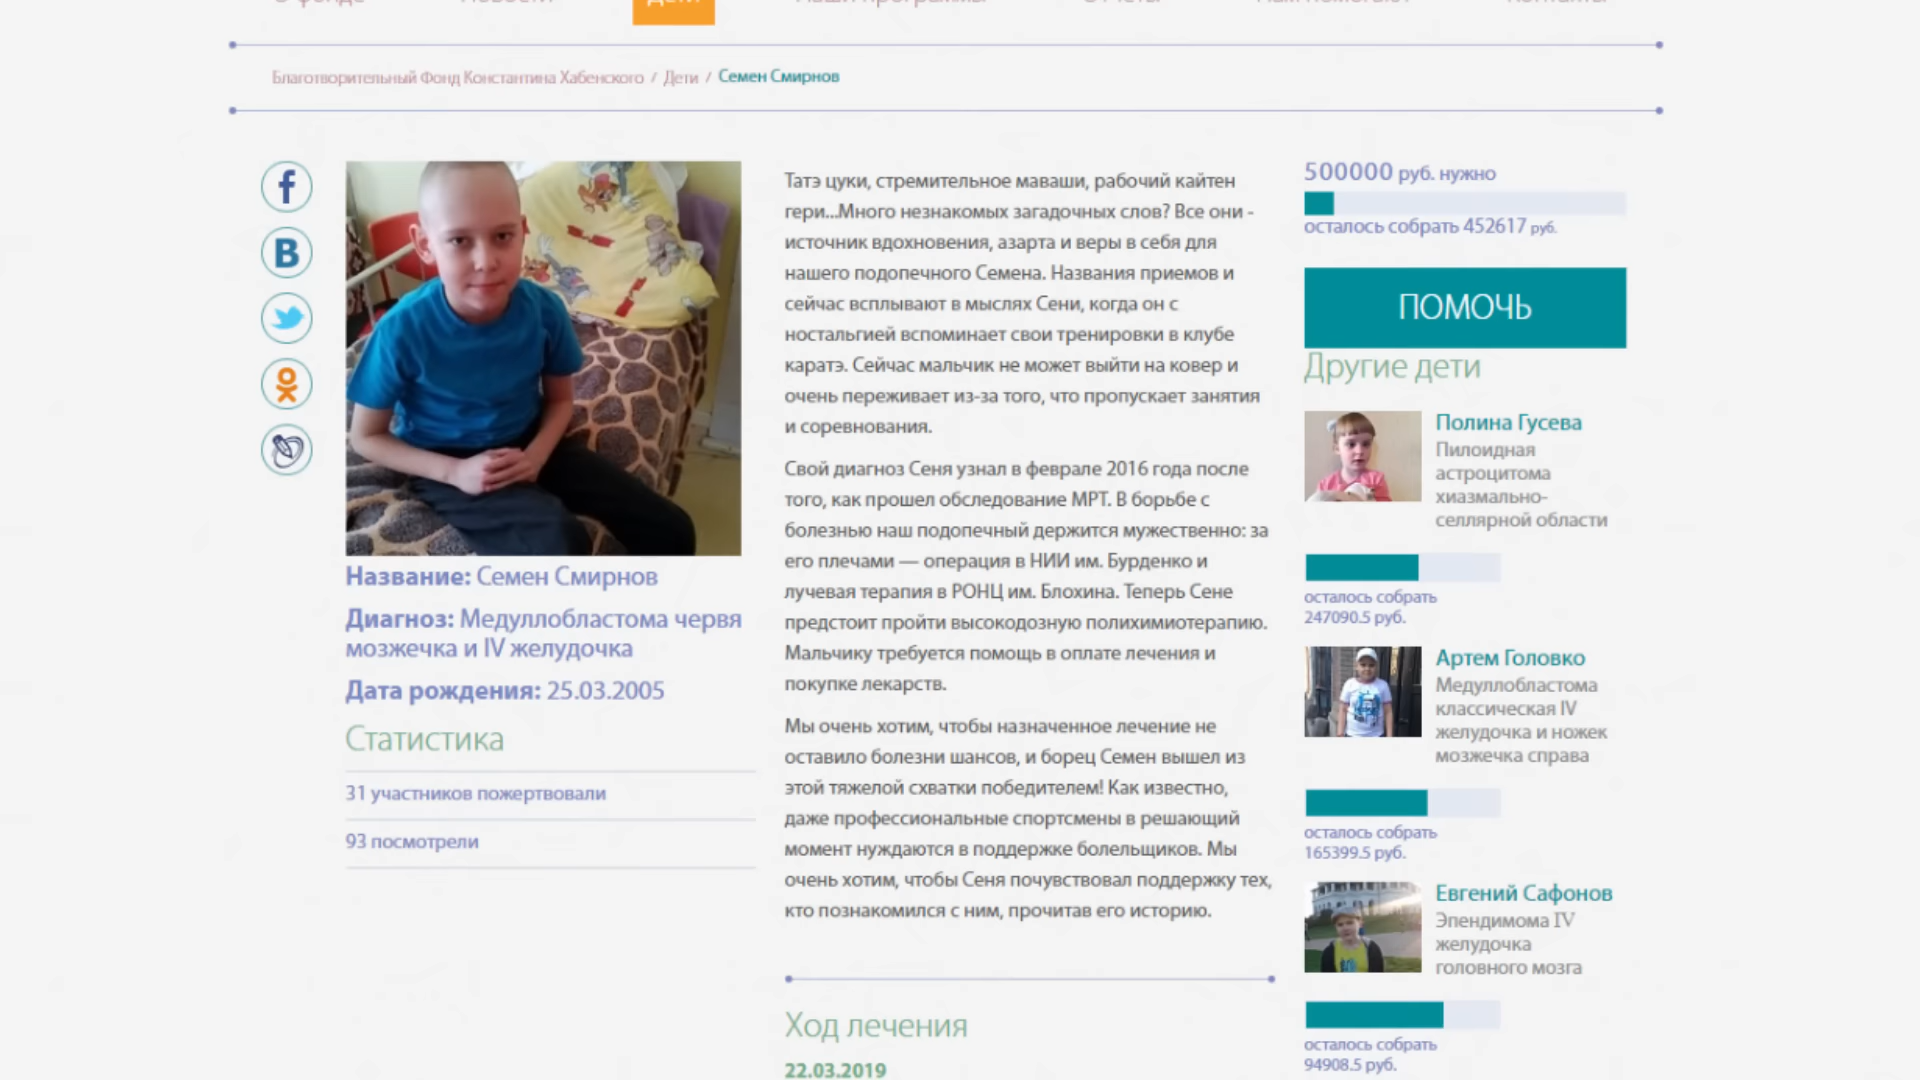 Дети
Благотворительный Фонд Константина Хабенского / Дети / Семен Смирнов
Татэ цуки, стремительное маваши, рабочий кайтен
гери...Много незнакомых загадочных слов? Все они -
источник вдохновения, азарта и веры в себя для
нашего подопечного Семена. Названия приемов и
сейчас всплывают в мыслях Сени, когда он с
ностальгией вспоминает свои тренировки в клубе
каратэ. Сейчас мальчик не может выйти на ковер и
очень переживает из-за того, что пропускает занятия
и соревнования.
Свой диагноз Сеня узнал в феврале 2016 года после
того, как прошел обследование МРТ. В борьбе с
болезнью наш подопечный держится мужественно: за
его плечами — операция в НИИ им. Бурденко и
лучевая терапия в РОНЦ им. Блохина. Теперь Сене
предстоит пройти высокодозную полихимиотерапию.
Мальчику требуется помощь в оплате лечения и
покупке лекарств.
Мы очень хотим, чтобы назначенное лечение не
оставило болезни шансов, и борец Семен вышел из
этой тяжелой схватки победителем! Как известно,
даже профессиональные спортсмены в решающий
момент нуждаются в поддержке болельщиков. Мы
очень хотим, чтобы Сеня почувствовал поддержку тех,
кто познакомился с ним, прочитав его историю.
Ход лечения
22.03.2019
Название: Семен Смирнов
Диагноз: Медуллобластома червя
мозжечка и IV желудочка
Дата рождения: 25.03.2005
Статистика
31 участников пожертвовали
93 посмотрели
500000 руб. нужно
осталось собрать 452617 руб.
ПОМОЧЬ
Другие дети
Полина Гусева
Пилоидная
астроцитома
хиазмально-
селлярной области
осталось собрать
247090.5 руб.
Артем Головко
Медуллобластома
классическая IV
желудочка и ножек
мозжечка справа
осталось собрать
165399.5 руб.
Евгений Сафонов
Эпендимома IV
желудочка
головного мозга
осталось собрать
94908.5 руб.